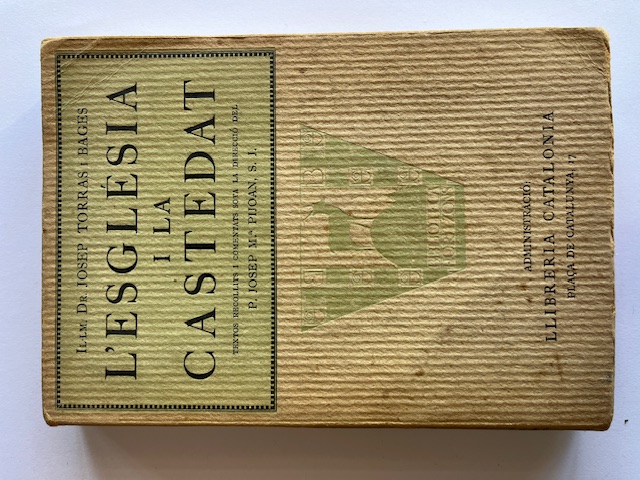 IL·LM. DR. JOSEP TORRAS I BAGES
L'ESGLÉSIA
I LA
CASTEDAT
TEXTOS RECOLLITS I COMENTATS SOTA LA DIRECCIÓ DEL
P. JOSEP Mª PIJOAN, S. I.
ADMINISTRACIÓ:
LLIBRERIA CATALONIA
PLAÇA DE CATALUNYA, 17